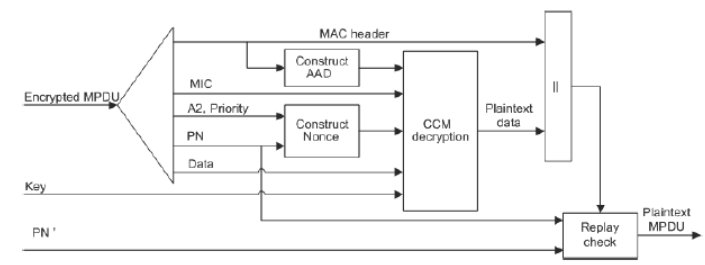 MAC header
Construct
AAD
MIC
Encrypted MPDU
A2, Priority
Construct
Nonce
PN
CCM
decryption
Plaintext
data
||
Data
Key
PN '
Replay
check
Plaintext
MPDU